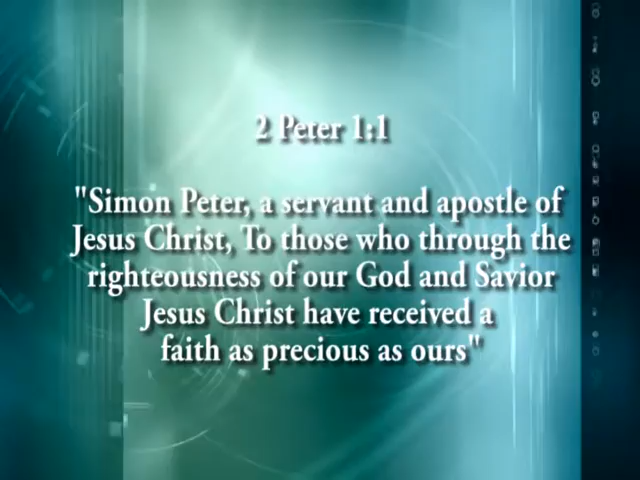 2 Peter 1:1
"Simon Peter, a servant and apostle of
Jesus Christ, To those who through the
righteousness of our God and Savior
Jesus Christ have received a
faith as precious as ours"